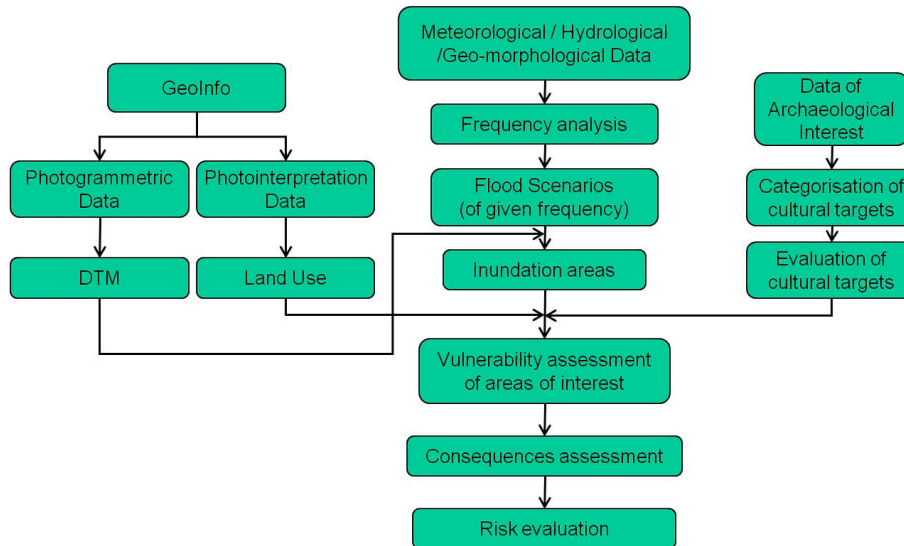 Meteorological / Hydrological
/Geo-morphological Data
GeoInfo
Data of
Archaeological
Interest
Frequency analysis
Photogrammetric
Data
Photointerpretation
Data
Flood Scenarios
(of given frequency)
Categorisation of
cultural targets
DTM
Land Use
Inundation areas
Evaluation of
cultural targets
Vulnerability assessment
of areas of interest
Consequences assessment
Risk evaluation